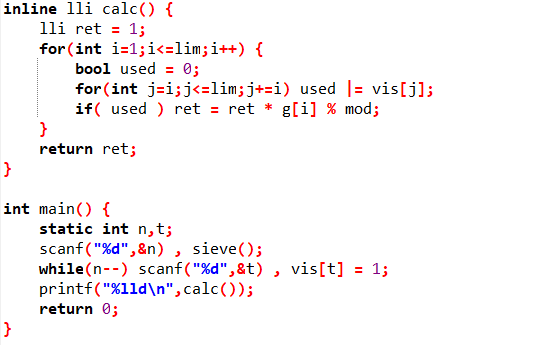 inline lli calc() {
    lli ret = 1;
    for(int i=1;i<=lim;i++) {
        bool used = 0;
        for(int j=i;j<=lim;j+=i) used |= vis[j];
        if( used ) ret = ret * g[i] % mod;
    }
    return ret;
}

int main() {
    static int n,t;
    scanf("%d",&n) , sieve();
    while(n--) scanf("%d",&t) , vis[t] = 1;
    printf("%lld\n",calc());
    return 0;
}